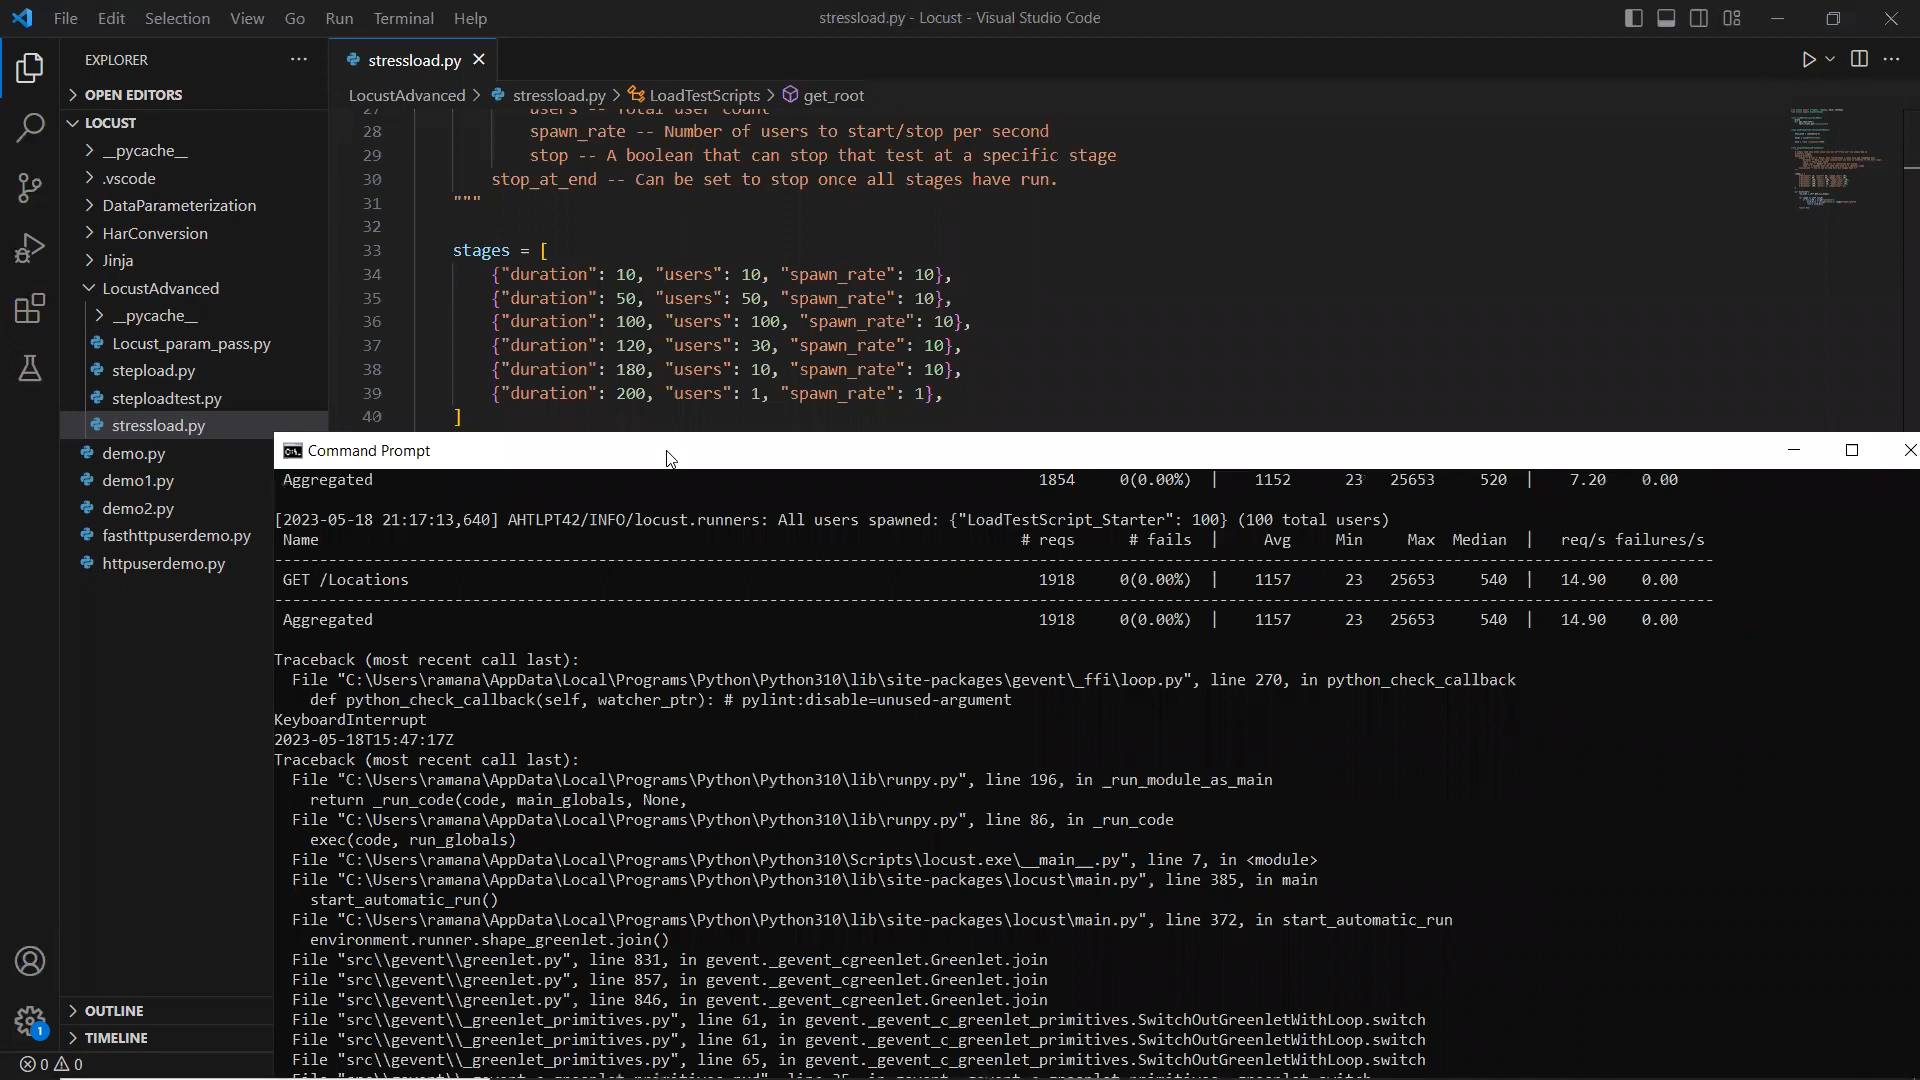 File Edit Selection View Go Run Terminal Help
stressload.py - Locust - Visual Studio Code
EXPLORER
OPEN EDITORS
LOCUST
__pycache__
.vscode
DataParameterization
HarConversion
Jinja
LocustAdvanced
__pycache__
Locust_param_pass.py
stepload.py
steploadtest.py
stressload.py
demo.py
demo1.py
demo2.py
fasthttpuserdemo.py
httpuserdemo.py
OUTLINE
TIMELINE
1
0 0
stressload.py
LocustAdvanced > stressload.py > LoadTestScripts > get_root
27 users -- Total user count
28 spawn_rate -- Number of users to start/stop per second
29 stop -- A boolean that can stop that test at a specific stage
30 stop_at_end -- Can be set to stop once all stages have run.
31 """
32
33 stages = [
34 {"duration": 10, "users": 10, "spawn_rate": 10},
35 {"duration": 50, "users": 50, "spawn_rate": 10},
36 {"duration": 100, "users": 100, "spawn_rate": 10},
37 {"duration": 120, "users": 30, "spawn_rate": 10},
38 {"duration": 180, "users": 10, "spawn_rate": 10},
39 {"duration": 200, "users": 1, "spawn_rate": 1},
40 ]
Command Prompt
Aggregated 1854 0(0.00%) | 1152 23 25653 520 | 7.20 0.00
[2023-05-18 21:17:13,640] AHTLPT42/INFO/locust.runners: All users spawned: {"LoadTestScript_Starter": 100} (100 total users)
Name # reqs # fails | Avg Min Max Median | req/s failures/s
GET /Locations 1918 0(0.00%) | 1157 23 25653 540 | 14.90 0.00
Aggregated 1918 0(0.00%) | 1157 23 25653 540 | 14.90 0.00
Traceback (most recent call last):
File "C:\Users\ramana\AppData\Local\Programs\Python\Python310\lib\site-packages\gevent\_ffi\loop.py", line 270, in python_check_callback
def python_check_callback(self, watcher_ptr): # pylint:disable=unused-argument
KeyboardInterrupt
2023-05-18T15:47:17Z
Traceback (most recent call last):
File "C:\Users\ramana\AppData\Local\Programs\Python\Python310\lib\runpy.py", line 196, in _run_module_as_main
return _run_code(code, main_globals, None,
File "C:\Users\ramana\AppData\Local\Programs\Python\Python310\lib\runpy.py", line 86, in _run_code
exec(code, run_globals)
File "C:\Users\ramana\AppData\Local\Programs\Python\Python310\Scripts\locust.exe\__main__.py", line 7, in <module>
File "C:\Users\ramana\AppData\Local\Programs\Python\Python310\lib\site-packages\locust\main.py", line 385, in main
start_automatic_run()
File "C:\Users\ramana\AppData\Local\Programs\Python\Python310\lib\site-packages\locust\main.py", line 372, in start_automatic_run
environment.runner.shape_greenlet.join()
File "src\\gevent\\greenlet.py", line 831, in gevent._gevent_cgreenlet.Greenlet.join
File "src\\gevent\\greenlet.py", line 857, in gevent._gevent_cgreenlet.Greenlet.join
File "src\\gevent\\greenlet.py", line 846, in gevent._gevent_cgreenlet.Greenlet.join
File "src\\gevent\\_greenlet_primitives.py", line 61, in gevent._gevent_c_greenlet_primitives.SwitchOutGreenletWithLoop.switch
File "src\\gevent\\_greenlet_primitives.py", line 61, in gevent._gevent_c_greenlet_primitives.SwitchOutGreenletWithLoop.switch
File "src\\gevent\\_greenlet_primitives.py", line 65, in gevent._gevent_c_greenlet_primitives.SwitchOutGreenletWithLoop.switch